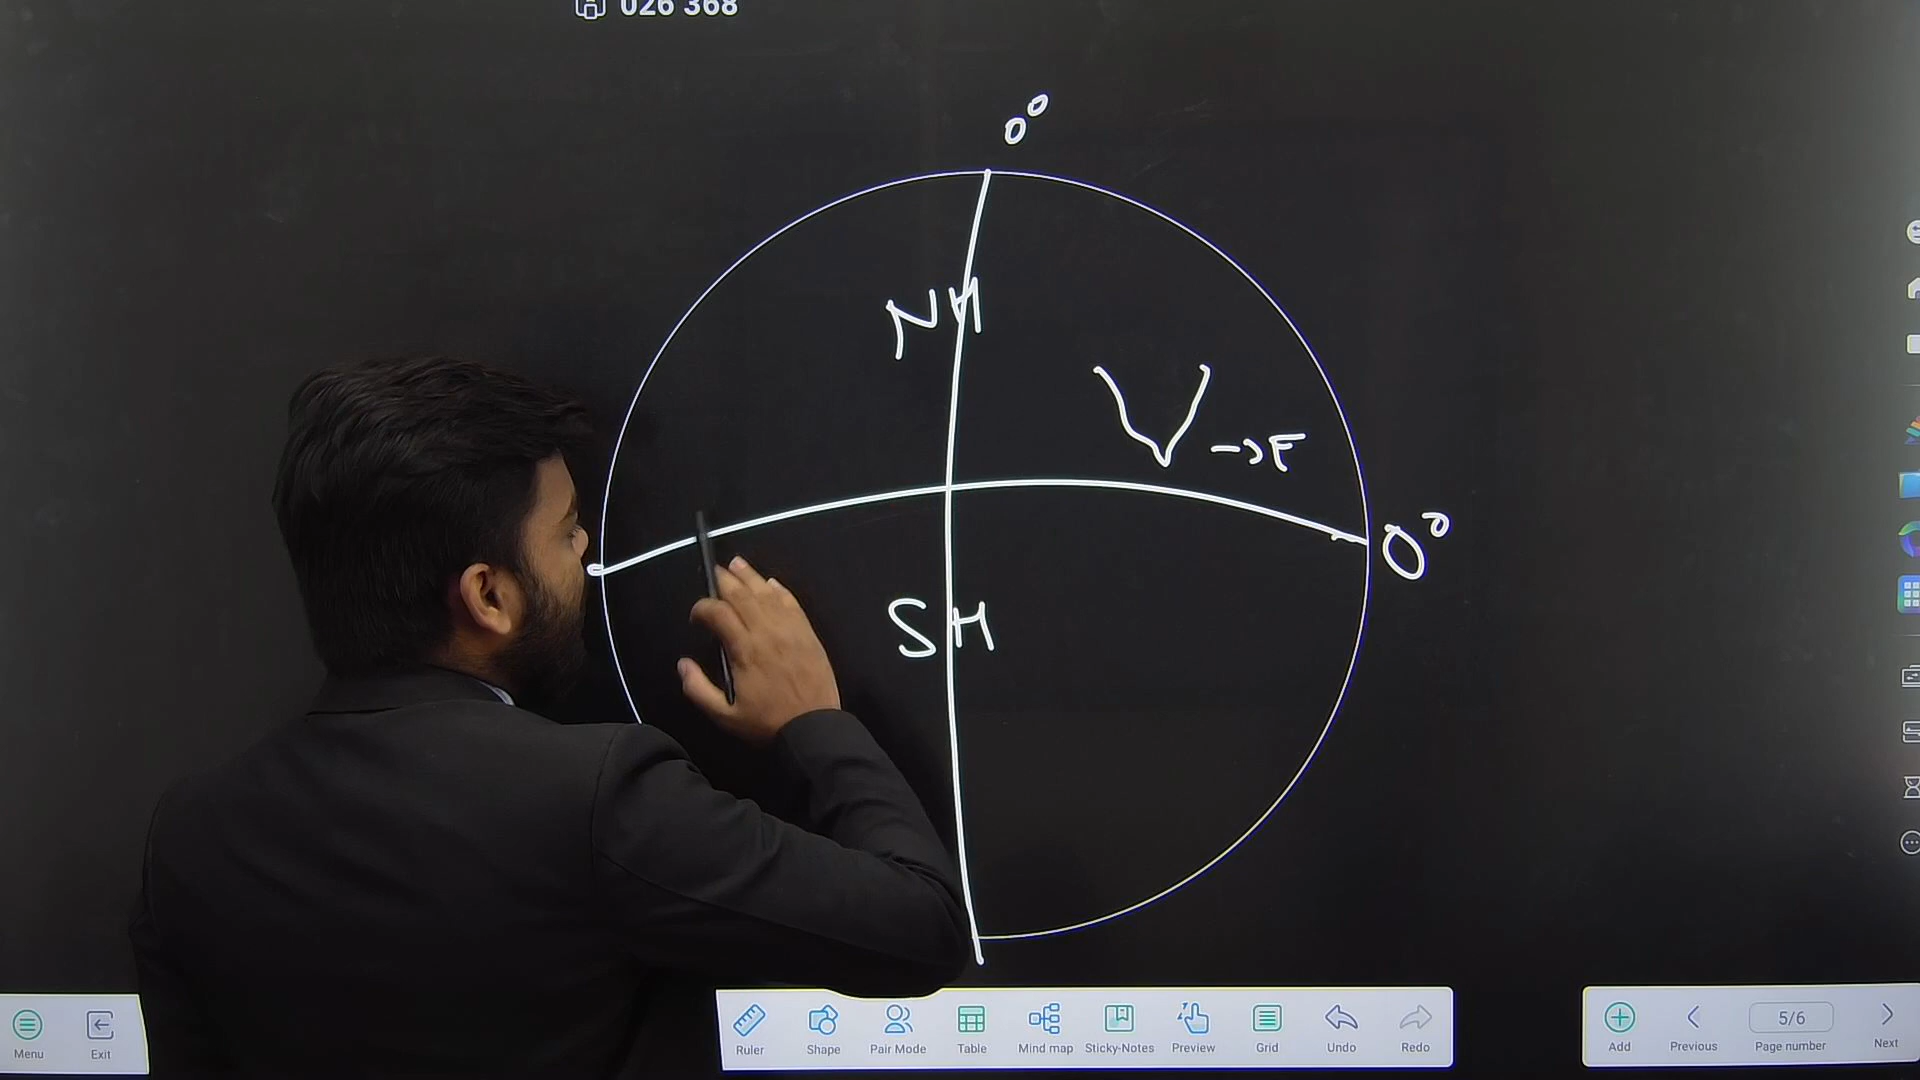 026 368
0°
NH
V →E
0°
SH
Menu
Exit
Ruler
Shape
Pair Mode
Table
Mind map
Sticky-Notes
Preview
Grid
Undo
Redo
Add
Previous
5/6
Page number
Next